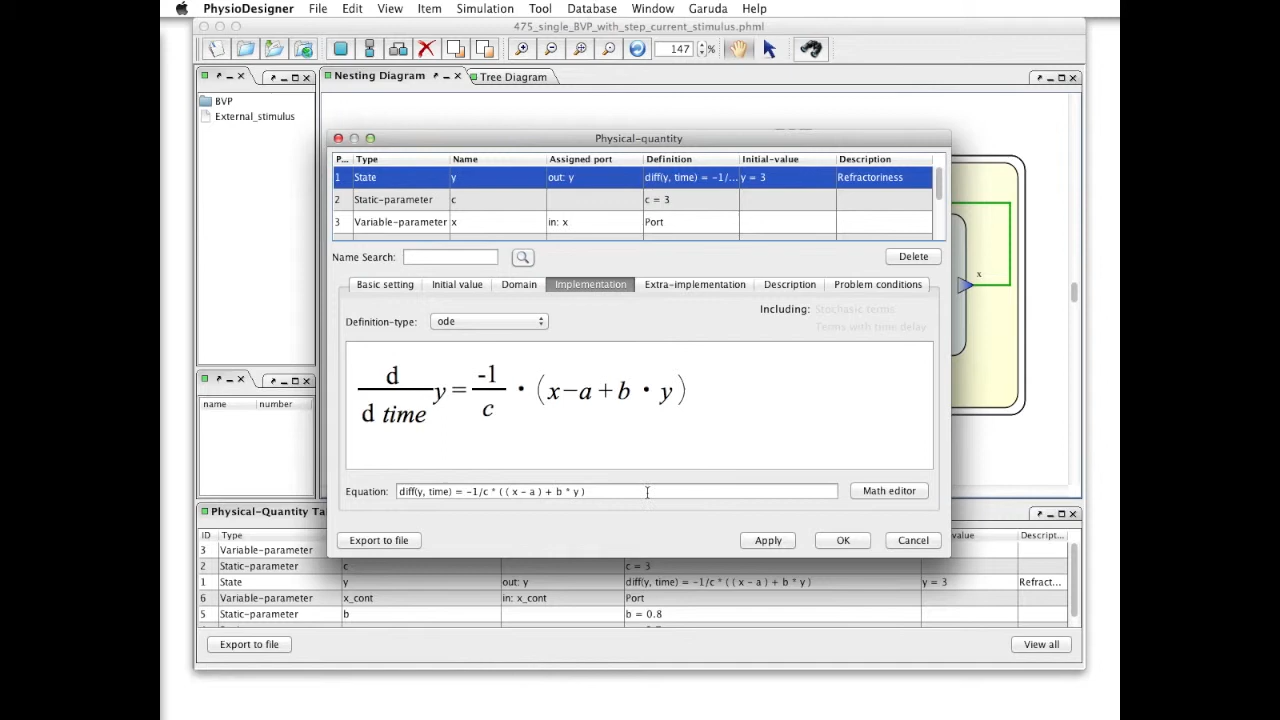 PhysioDesigner File Edit View Item Simulation Tool Database Window Garuda Help
475_single_BVP_with_step_current_stimulus.phml
147 %
Nesting Diagram Tree Diagram
BVP
External_stimulus
Physical-quantity
P... Type Name Assigned port Definition Initial-value Description
1 State y out: y diff(y, time) = -1/... y = 3 Refractoriness
2 Static-parameter c c = 3
3 Variable-parameter x in: x Port
x
Name Search: Delete
Basic setting Initial value Domain Implementation Extra-implementation Description Problem conditions
Including: Stochasic terms
Terms with time delay
Definition-type: ode
d/d time y = -1/c · (x−a+b · y)
name number
Equation: diff(y, time) = -1/c * ( ( x - a ) + b * y ) Math editor
Export to file Apply OK Cancel
Physical-Quantity Ta
ID Type value Descript...
3 Variable-parameter
2 Static-parameter c c = 3
1 State y out: y diff(y, time) = -1/c * ( ( x - a ) + b * y ) y = 3 Refract...
6 Variable-parameter x_cont in: x_cont Port
5 Static-parameter b b = 0.8
Export to file View all